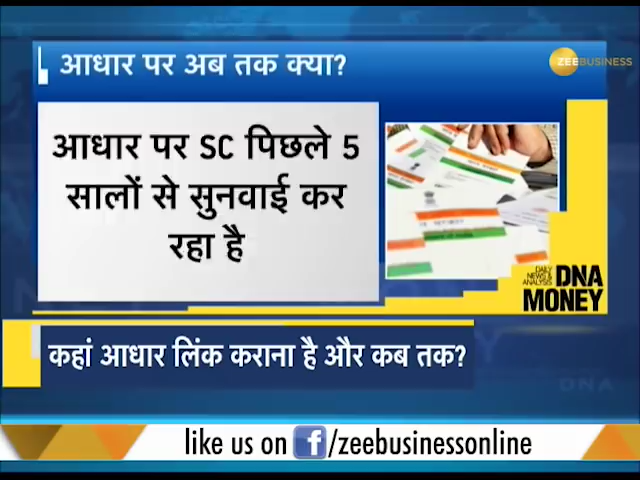 आधार पर अब तक क्या?
ZEEBUSINESS
आधार पर SC पिछले 5
सालों से सुनवाई कर
रहा है
DAILY
NEWS &
ANALYSIS
DNA
MONEY
कहां आधार लिंक कराना है और कब तक?
DNA
like us on f/zeebusinessonline